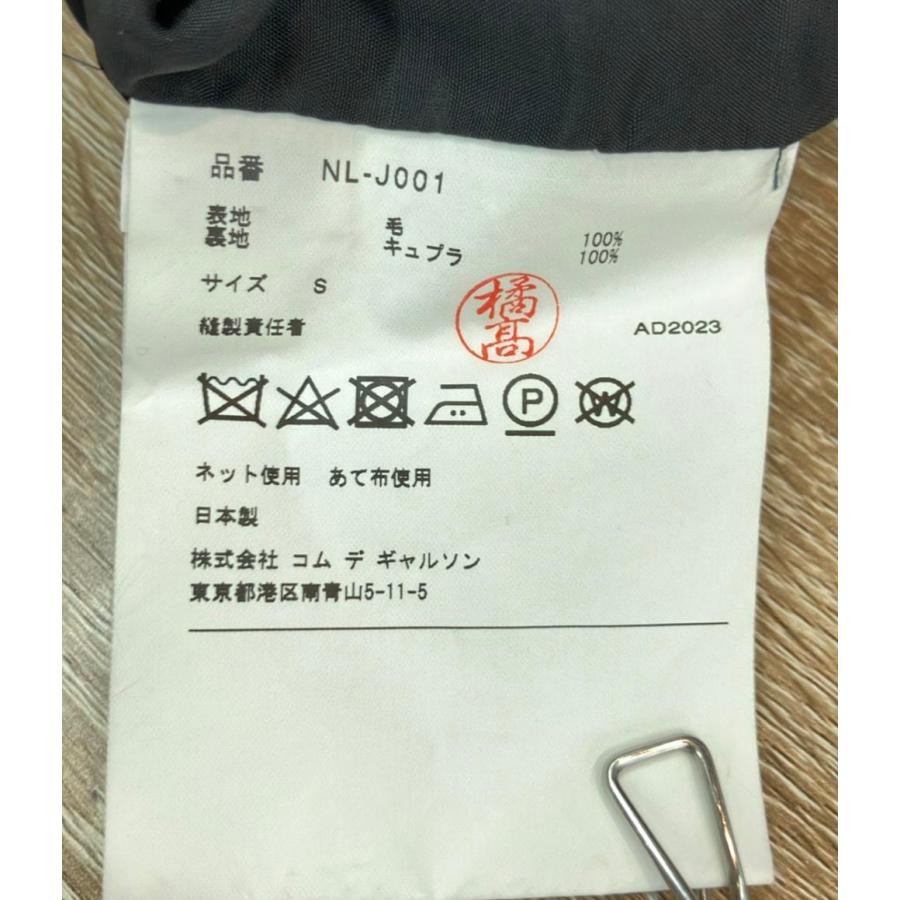 品番 NL-J001
表地 毛 100%
裏地 キュプラ 100%
サイズ S
縫製責任者 橘高 AD2023
P W
ネット使用 あて布使用
日本製
株式会社 コム デ ギャルソン
東京都港区南青山5-11-5